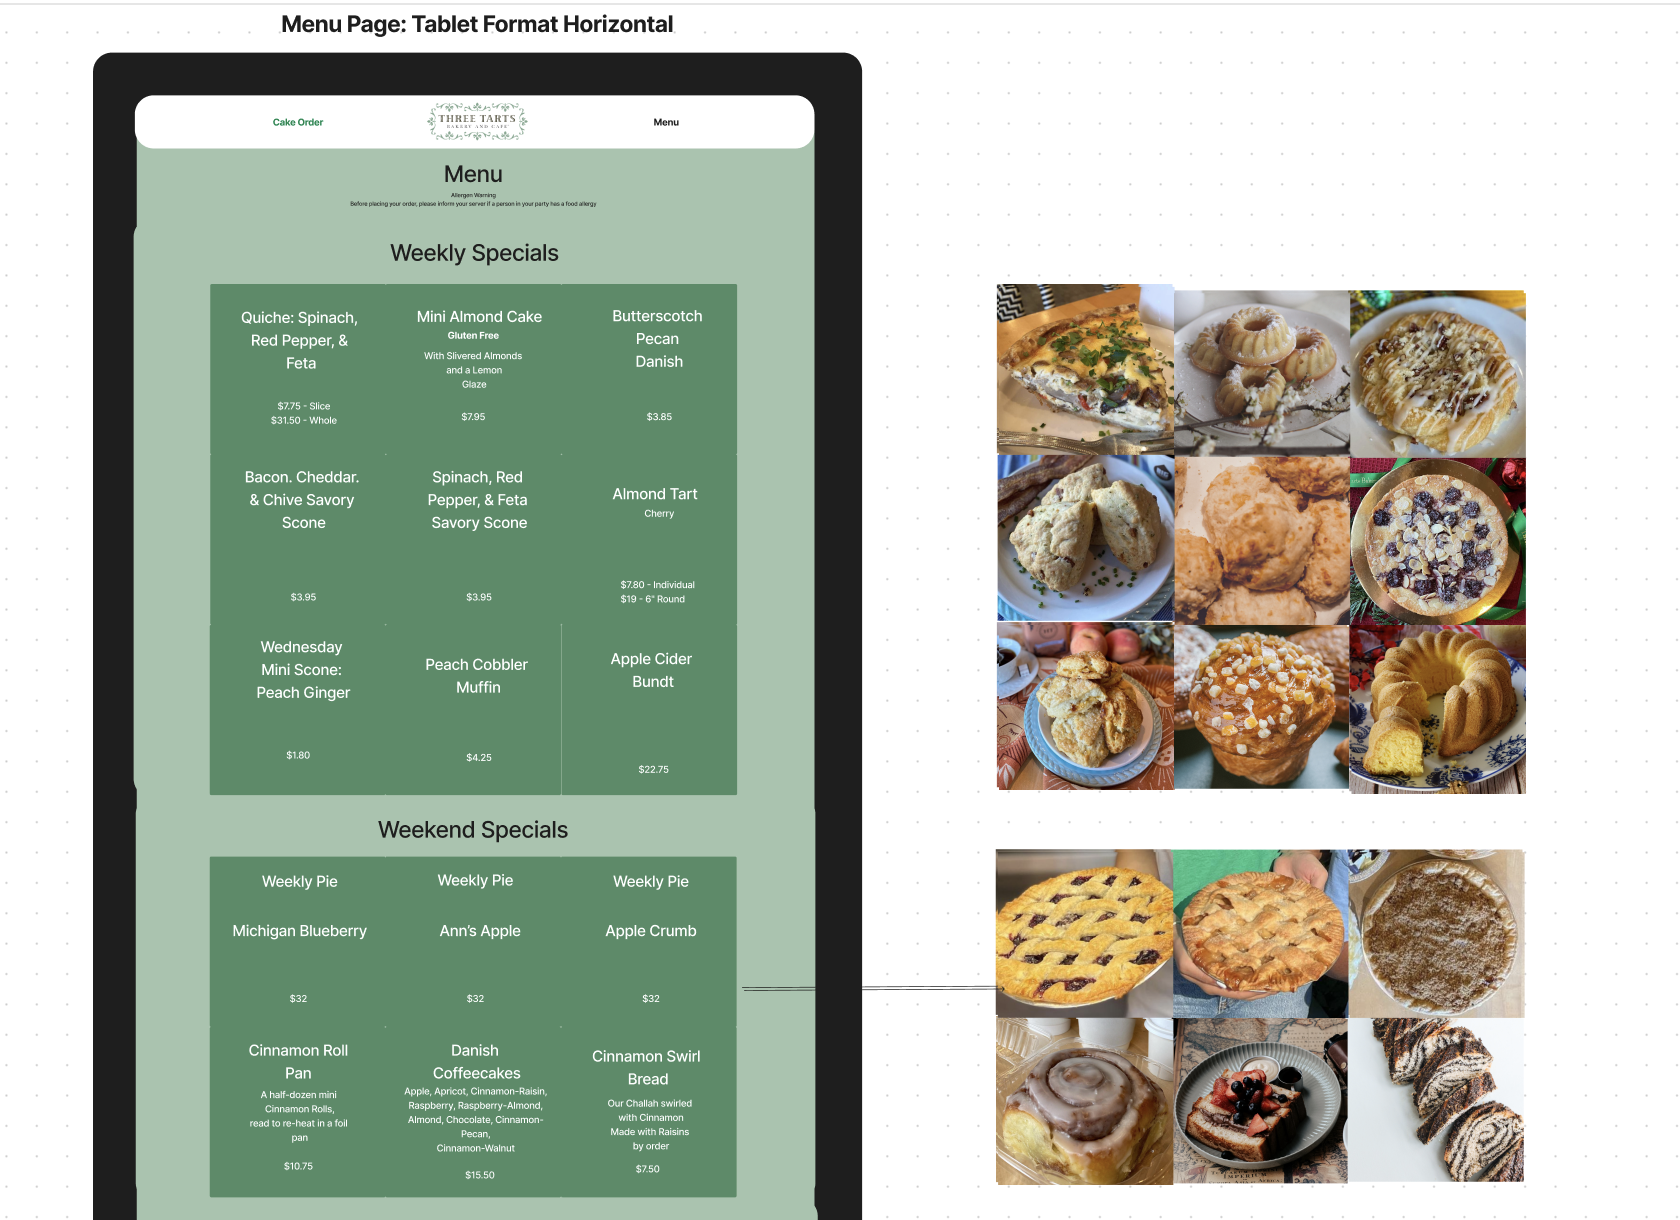 Menu Page: Tablet Format Horizontal
Cake Order
THREE TARTS
BAKERY AND CAFE
Menu
Menu
Allergen Warning
Before placing your order, please inform your server if a person in your party hes a food allergy
Weekly Specials
Quiche: Spinach,
Red Pepper, &
Feta
$7.75 - Slice
$31.50 - Whole
Mini Almond Cake
Gluten Free
With Slivered Almonds
and a Lemon
Glaze
$7.95
Butterscotch
Pecan
Danish
$3.85
Bacon. Cheddar.
& Chive Savory
Scone
$3.95
Spinach, Red
Pepper, & Feta
Savory Scone
$3.95
Almond Tart
Cherry
$7.80 - Individual
$19 - 6" Round
Wednesday
Mini Scone:
Peach Ginger
$1.80
Peach Cobbler
Muffin
$4.25
Apple Cider
Bundt
$22.75
Weekend Specials
Weekly Pie
Michigan Blueberry
$32
Weekly Pie
Ann's Apple
$32
Weekly Pie
Apple Crumb
$32
Cinnamon Roll
Pan
A half-dozen mini
Cinnamon Rolls,
read to re-heat in a foil
pan
$10.75
Danish
Coffeecakes
Apple, Apricot, Cinnamon-Raisin,
Raspberry, Raspberry-Almond,
Almond, Chocolate, Cinnamon-
Pecan,
Cinnamon-Walnut
$15.50
Cinnamon Swirl
Bread
Our Challah swirled
with Cinnamon
Made with Raisins
by order
$7.50